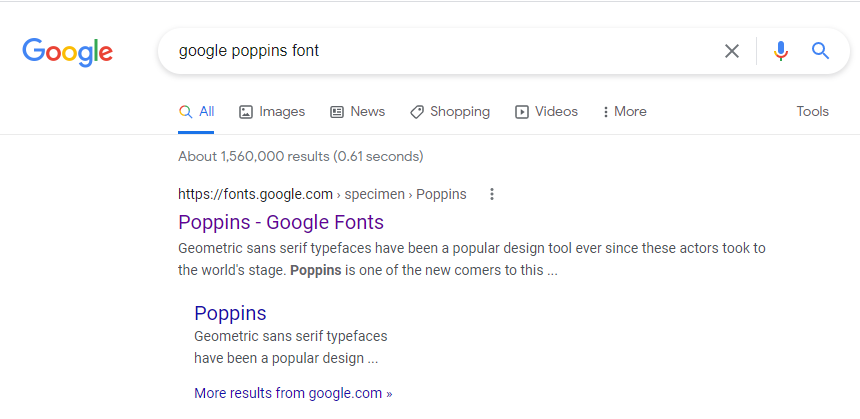 Google
google poppins font
All Images News Shopping Videos More Tools
About 1,560,000 results (0.61 seconds)
https://fonts.google.com › specimen › Poppins
Poppins - Google Fonts
Geometric sans serif typefaces have been a popular design tool ever since these actors took to
the world's stage. Poppins is one of the new comers to this ...
Poppins
Geometric sans serif typefaces
have been a popular design ...
More results from google.com »